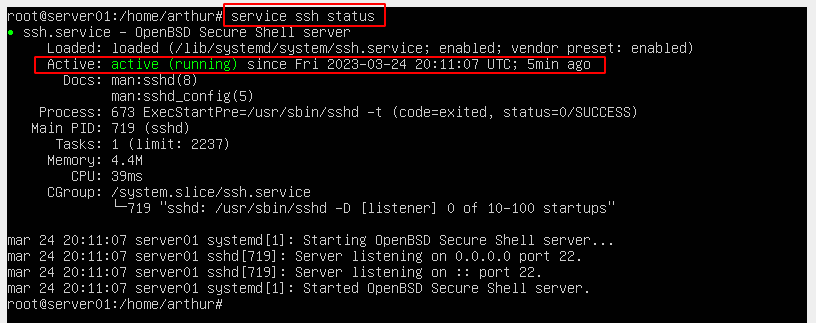 root@server01:/home/arthur# service ssh status
● ssh.service – OpenBSD Secure Shell server
Loaded: loaded (/lib/systemd/system/ssh.service; enabled; vendor preset: enabled)
Active: active (running) since Fri 2023-03-24 20:11:07 UTC; 5min ago
Docs: man:sshd(8)
man:sshd_config(5)
Process: 673 ExecStartPre=/usr/sbin/sshd -t (code=exited, status=0/SUCCESS)
Main PID: 719 (sshd)
Tasks: 1 (limit: 2237)
Memory: 4.4M
CPU: 39ms
CGroup: /system.slice/ssh.service
└─719 "sshd: /usr/sbin/sshd -D [listener] 0 of 10-100 startups"
mar 24 20:11:07 server01 systemd[1]: Starting OpenBSD Secure Shell server...
mar 24 20:11:07 server01 sshd[719]: Server listening on 0.0.0.0 port 22.
mar 24 20:11:07 server01 sshd[719]: Server listening on :: port 22.
mar 24 20:11:07 server01 systemd[1]: Started OpenBSD Secure Shell server.
root@server01:/home/arthur#